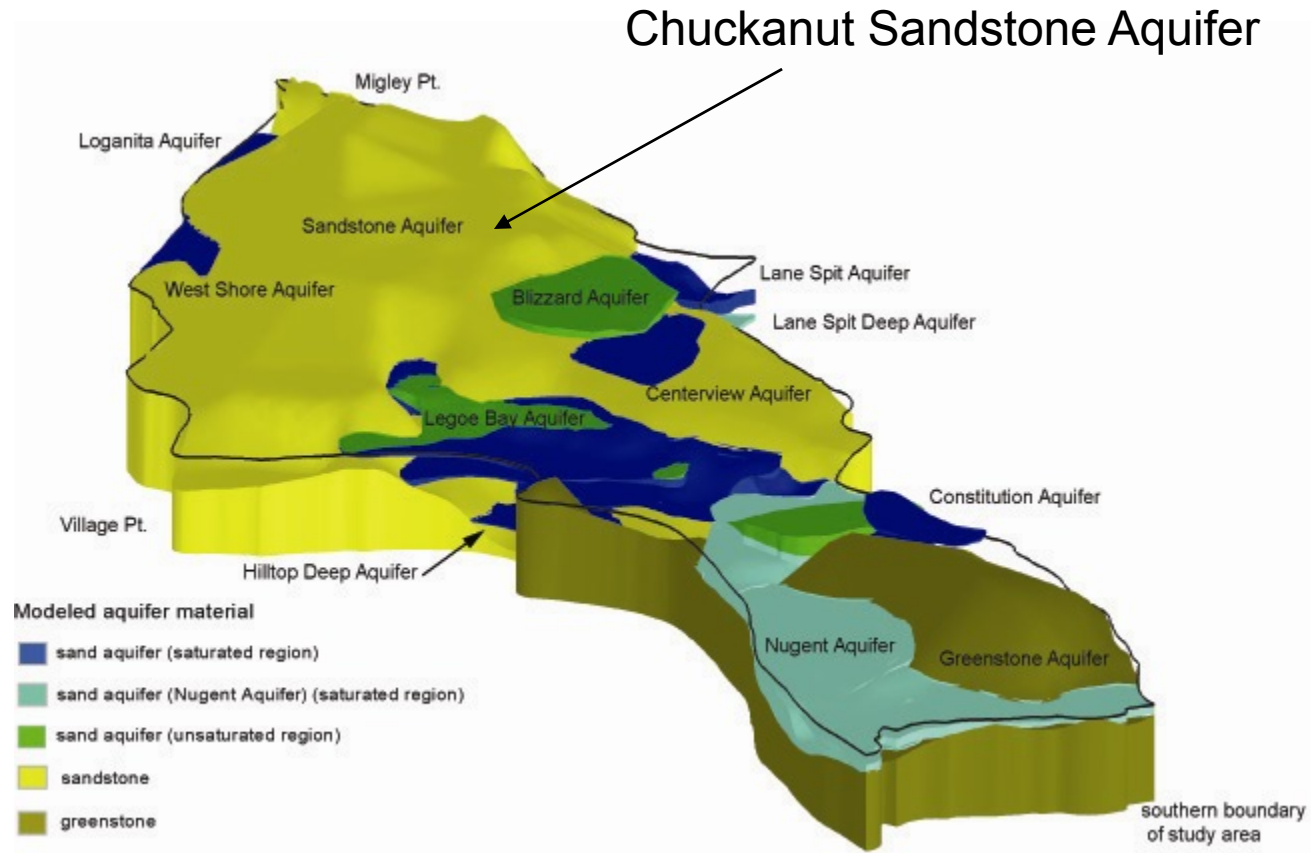 Chuckanut Sandstone Aquifer
Migley Pt.
Loganita Aquifer
Sandstone Aquifer
Lane Spit Aquifer
West Shore Aquifer
Blizzard Aquifer
Lane Spit Deep Aquifer
Centerview Aquifer
Legoe Bay Aquifer
Constitution Aquifer
Village Pt.
Hilltop Deep Aquifer
Nugent Aquifer
Greenstone Aquifer
Modeled aquifer material
sand aquifer (saturated region)
sand aquifer (Nugent Aquifer) (saturated region)
sand aquifer (unsaturated region)
sandstone
greenstone
southern boundary
of study area